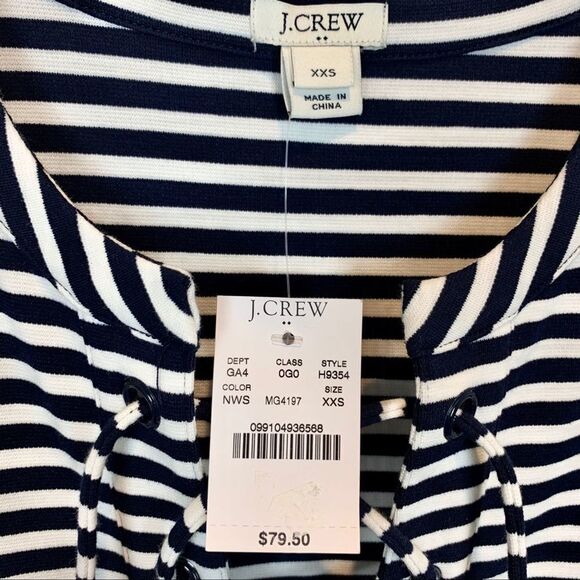 J.CREW
XXS
MADE IN
CHINA
J.CREW
DEPT CLASS STYLE
GA4 0G0 H9354
COLOR SIZE
NWS MG4197 XXS
099104936568
$79.50